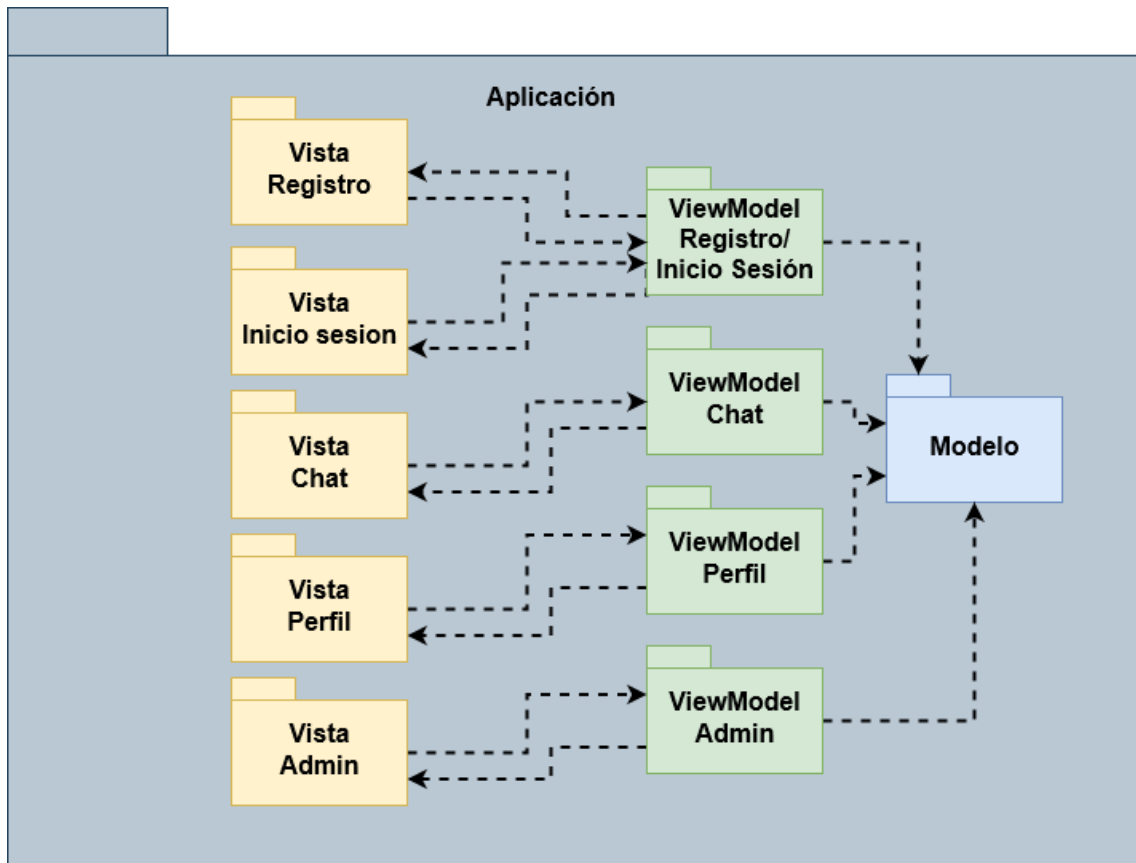 Aplicación
Vista
Registro
ViewModel
Registro/
Inicio Sesión
Vista
Inicio sesion
ViewModel
Chat
Vista
Chat
Modelo
ViewModel
Perfil
Vista
Perfil
ViewModel
Admin
Vista
Admin